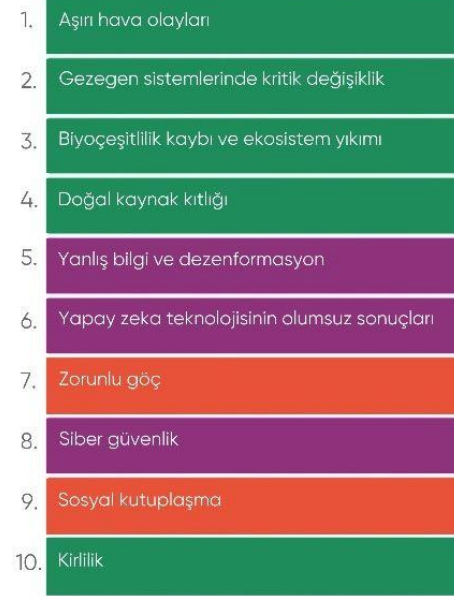 1. Aşırı hava olayları
2. Gezegen sistemlerinde kritik değişiklik
3. Biyoçeşitlilik kaybı ve ekosistem yıkımı
4. Doğal kaynak kıtlığı
5. Yanlış bilgi ve dezenformasyon
6. Yapay zeka teknolojisinin olumsuz sonuçları
7. Zorunlu göç
8. Siber güvenlik
9. Sosyal kutuplaşma
10. Kirlilik